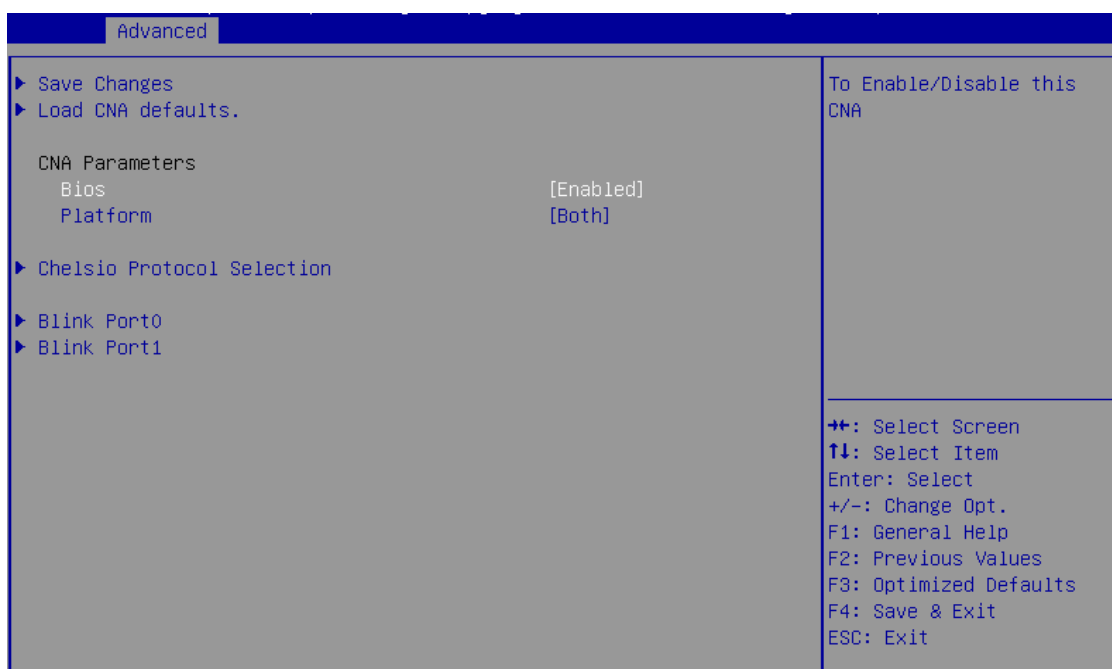 Advanced
Save Changes
Load CNA defaults.
CNA Parameters
Bios [Enabled]
Platform [Both]
Chelsio Protocol Selection
Blink Port0
Blink Port1
To Enable/Disable this
CNA
→←: Select Screen
↑↓: Select Item
Enter: Select
+/-: Change Opt.
F1: General Help
F2: Previous Values
F3: Optimized Defaults
F4: Save & Exit
ESC: Exit